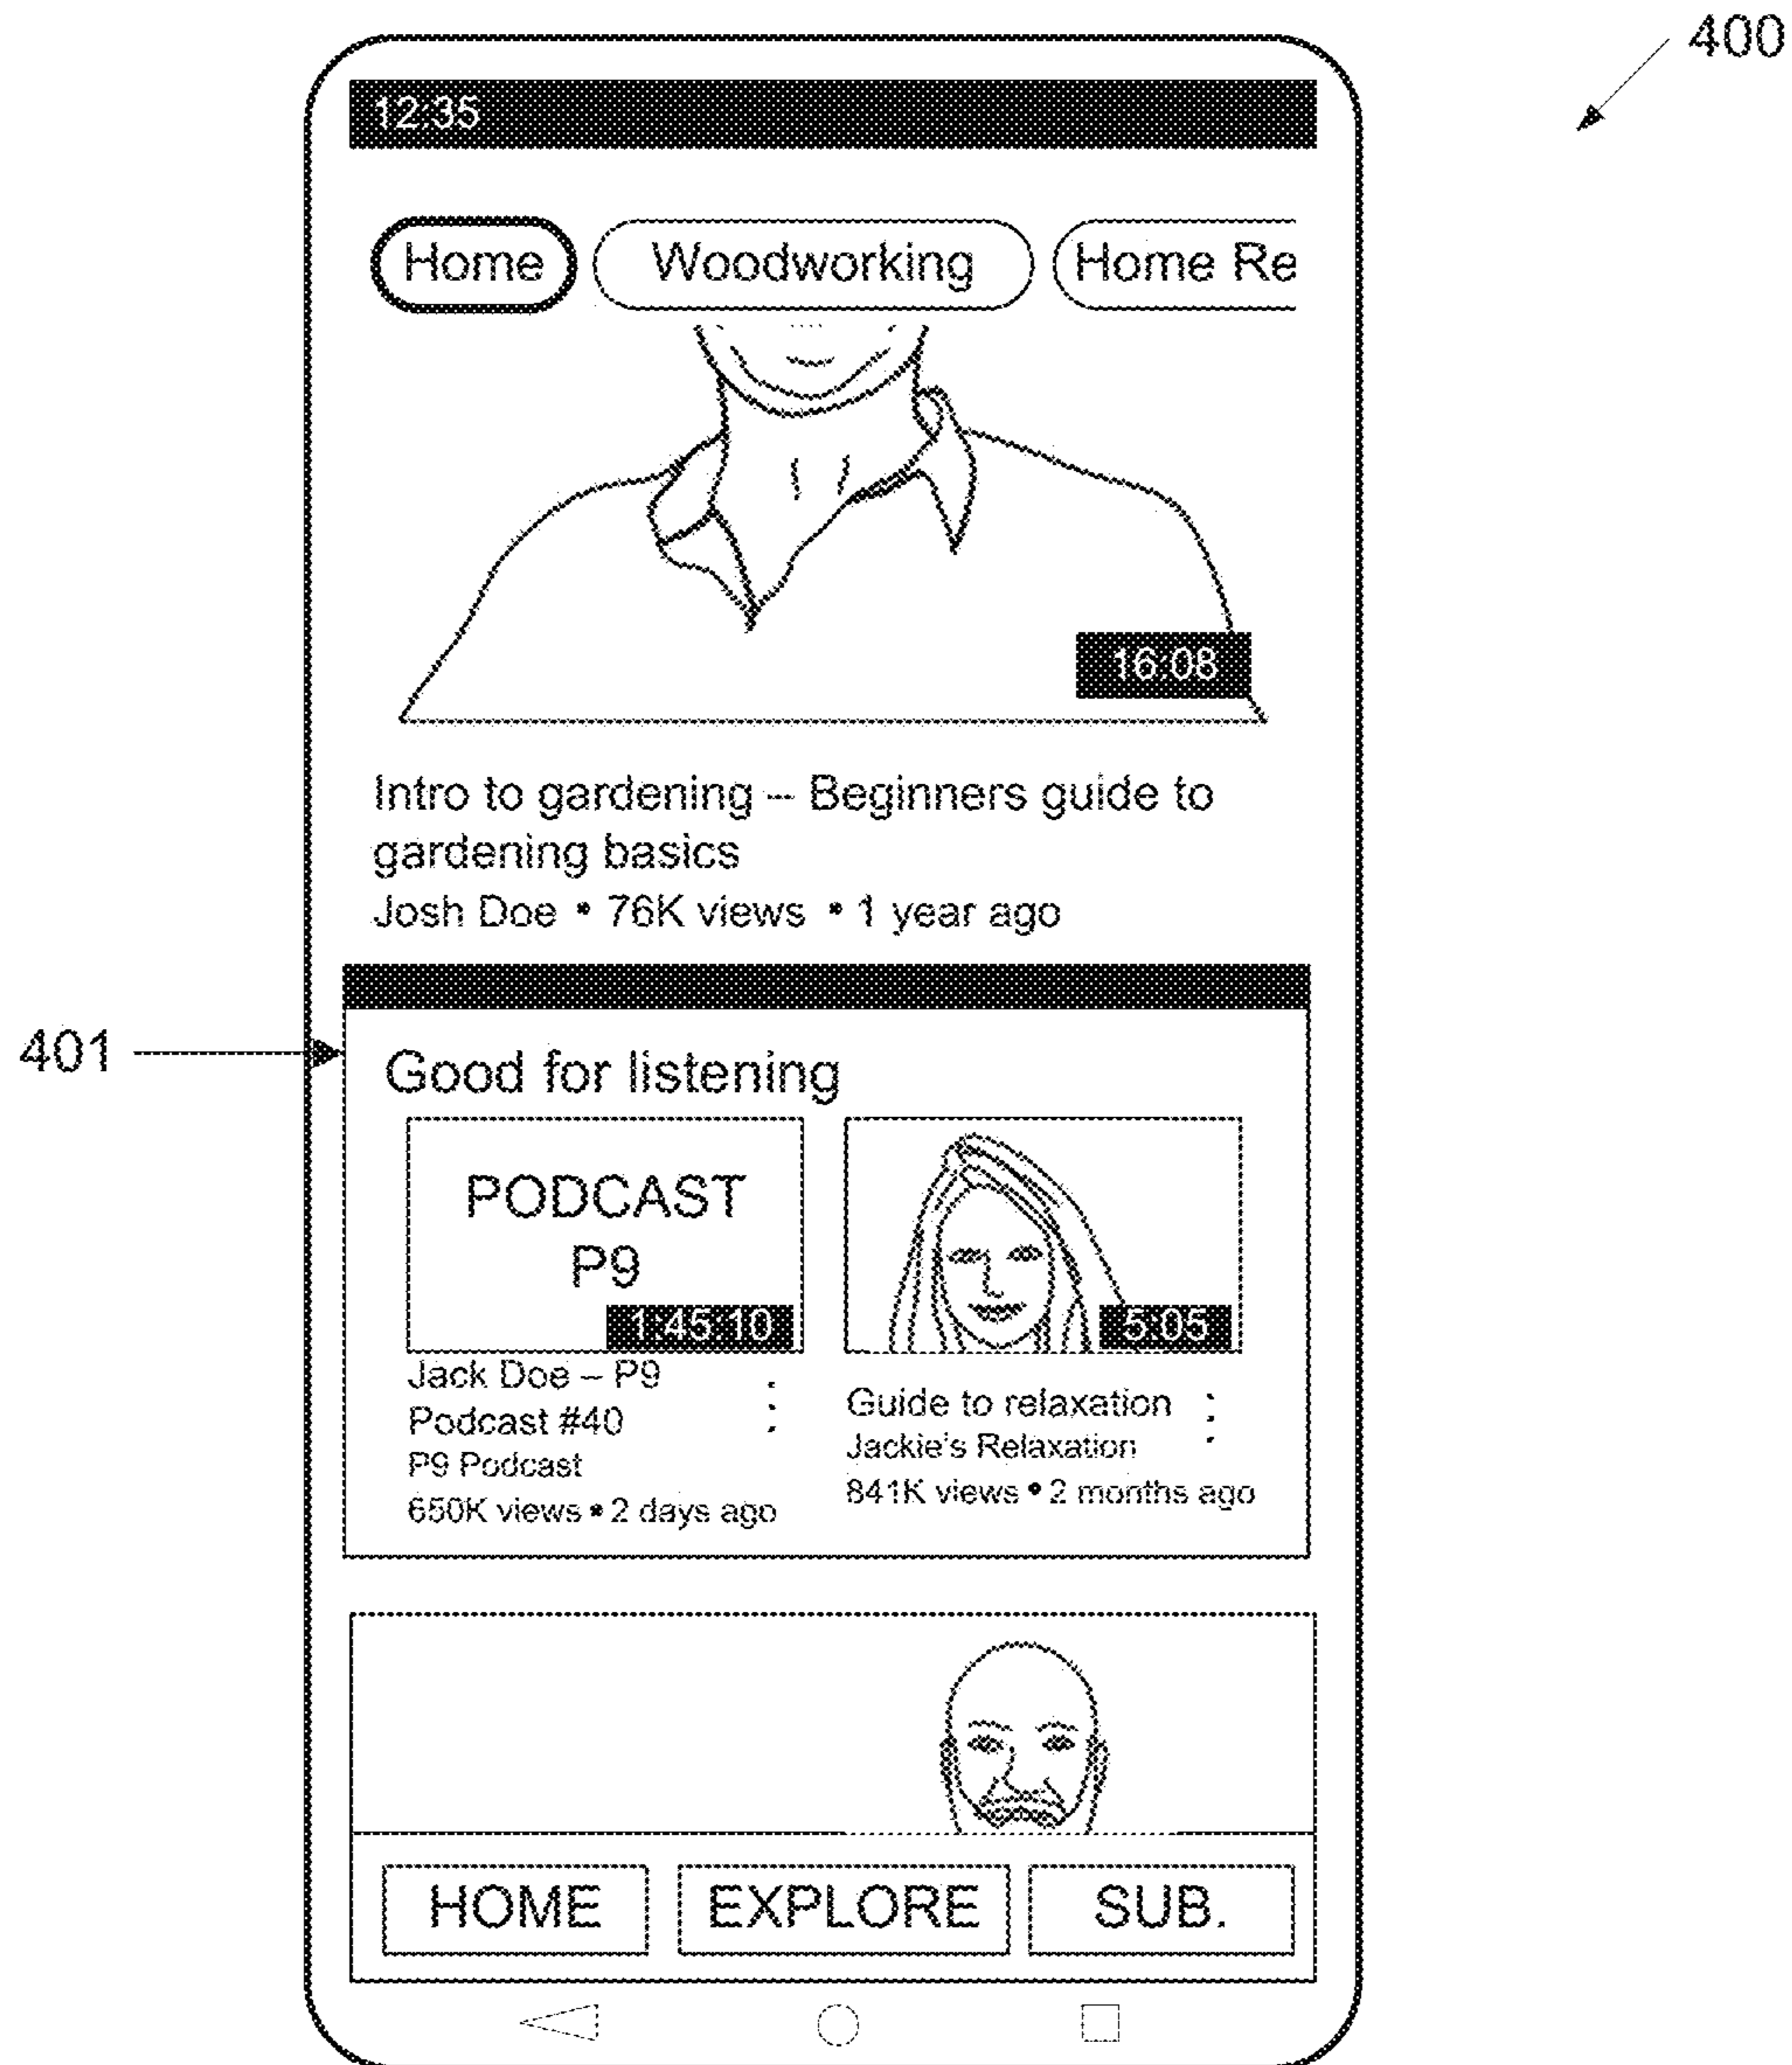 400
12:35
Home Woodworking Home Re
16:08
Intro to gardening – Beginners guide to
gardening basics
Josh Doe • 76K views • 1 year ago
401
Good for listening
PODCAST
P9
1:45:10
5:05
Jack Doe – P9
Podcast #40
P9 Podcast
650K views • 2 days ago
Guide to relaxation
Jackie's Relaxation
841K views • 2 months ago
HOME EXPLORE SUB.